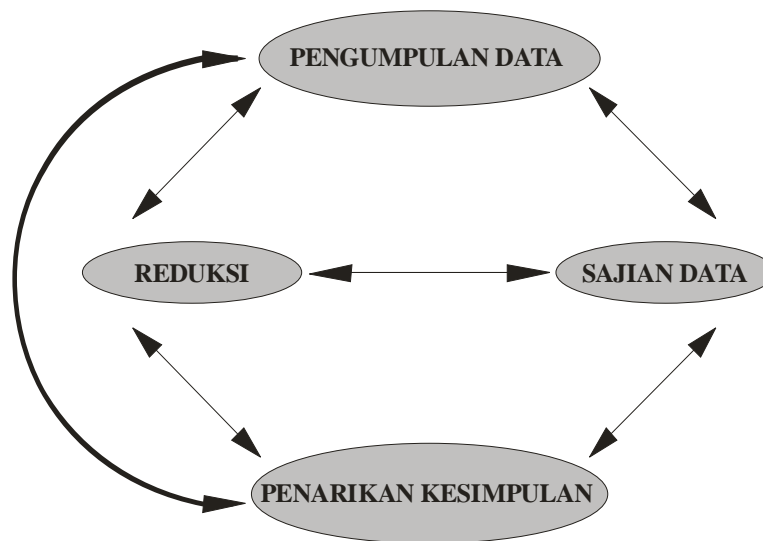 PENGUMPULAN DATA
REDUKSI
SAJIAN DATA
PENARIKAN KESIMPULAN